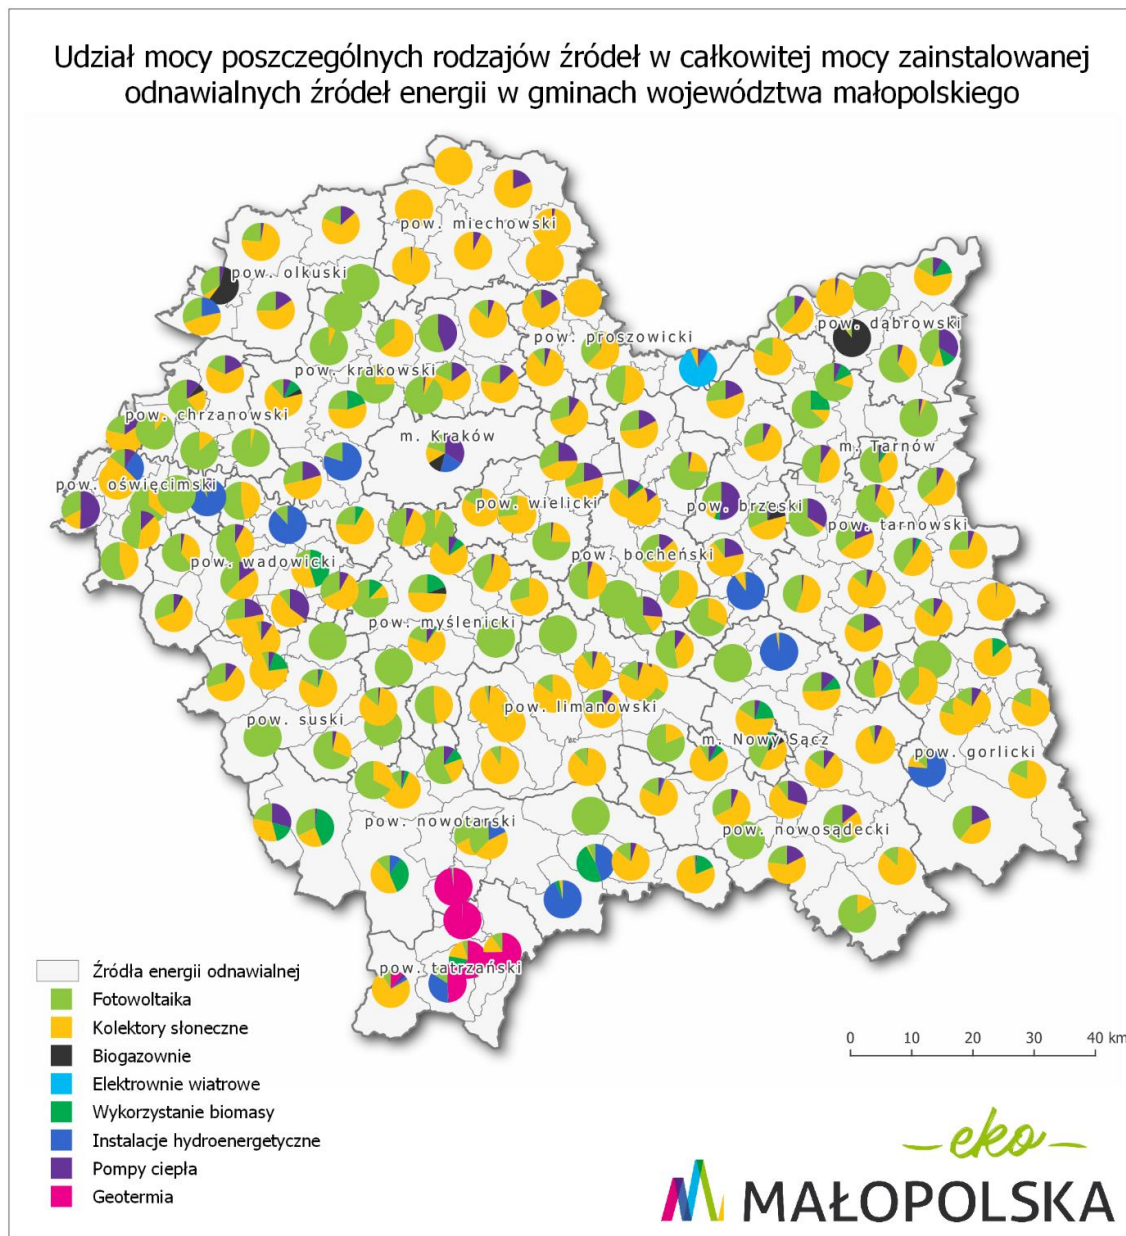 Udział mocy poszczególnych rodzajów źródeł w całkowitej mocy zainstalowanej
odnawialnych źródeł energii w gminach województwa małopolskiego
pow. miechowski
pow. olkuski
pow. dąbrowski
pow. proszowicki
pow. krakowski
pow. chrzanowski
m. Kraków
m. Tarnów
pow. oświęcimski
pow. wielicki
pow. brzeski
pow. tarnowski
pow. bocheński
pow. wadowicki
pow. myślenicki
pow. limanowski
pow. suski
m. Nowy Sącz
pow. gorlicki
pow. nowotarski
pow. nowosądecki
pow. tatrzański
Źródła energii odnawialnej
Fotowoltaika
Kolektory słoneczne
Biogazownie
Elektrownie wiatrowe
Wykorzystanie biomasy
Instalacje hydroenergetyczne
Pompy ciepła
Geotermia
0 10 20 30 40 km
eko
MAŁOPOLSKA